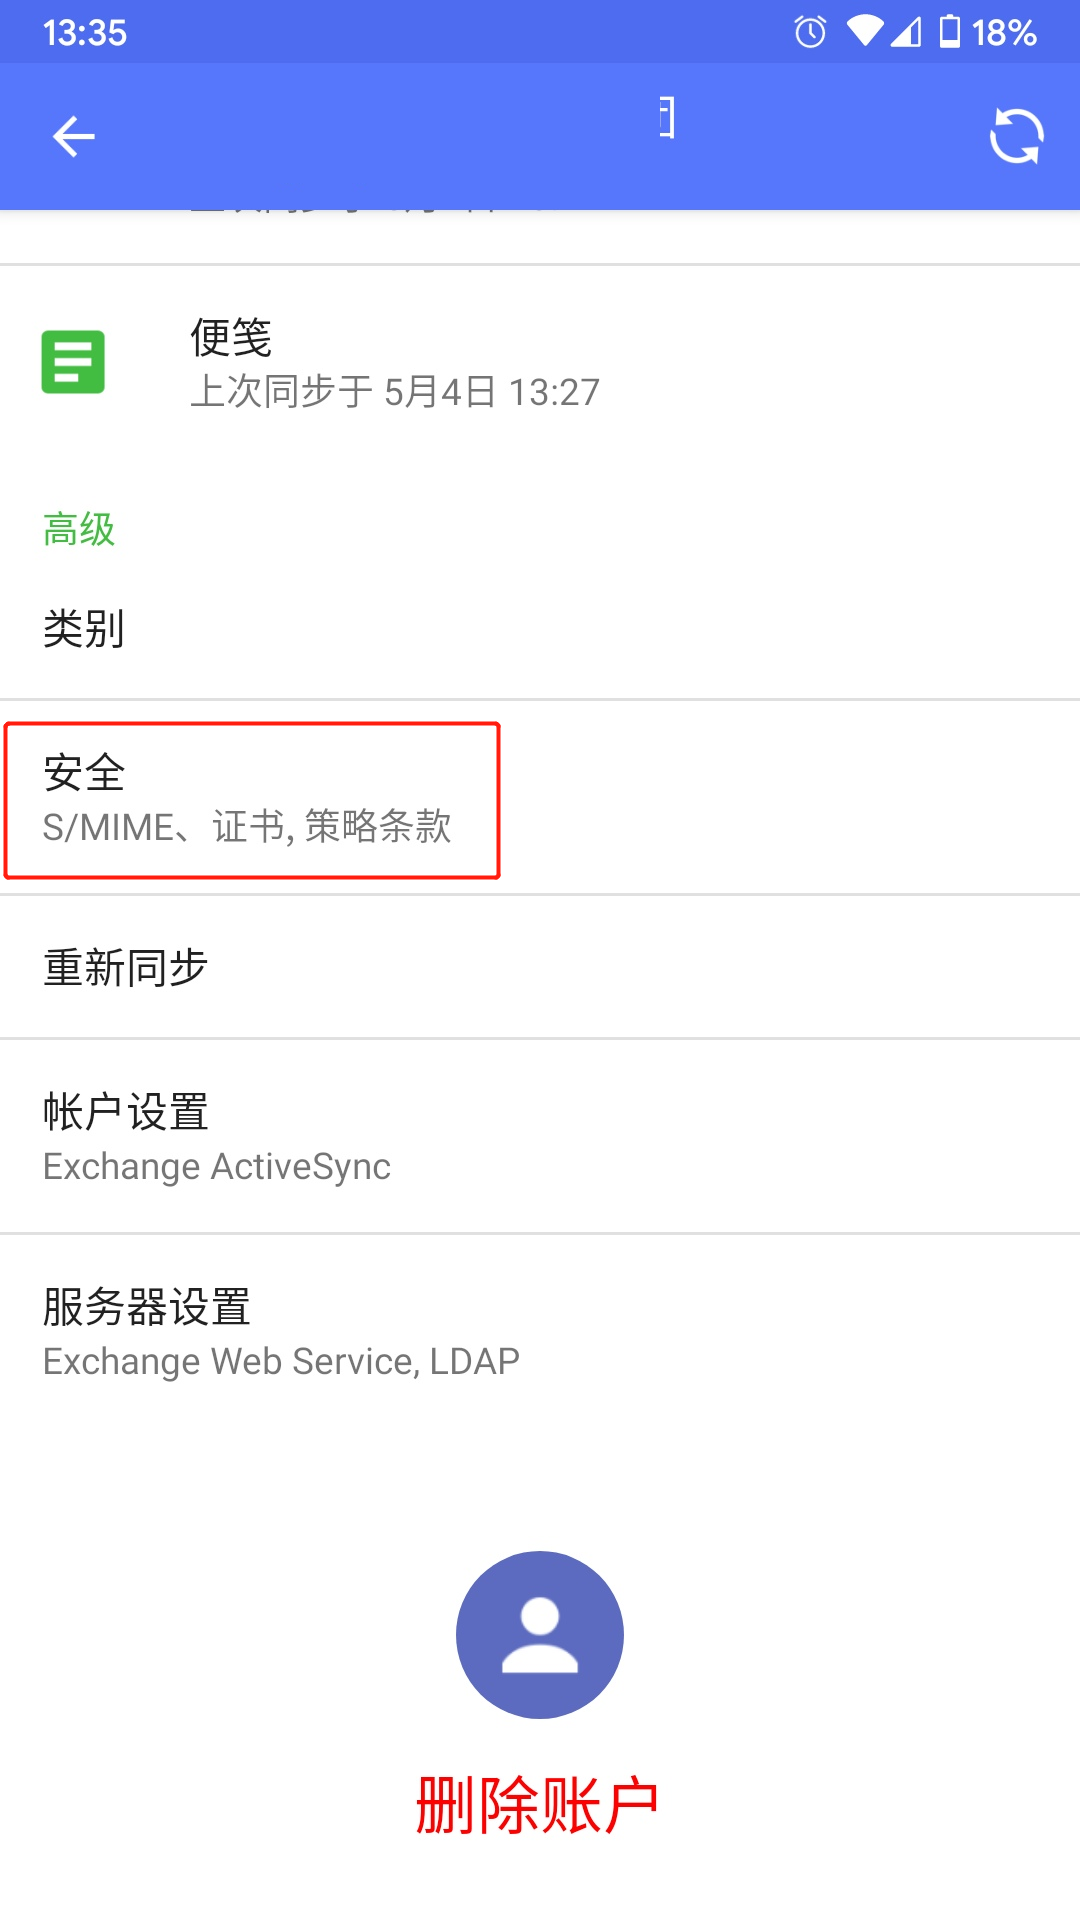 13:35
18%
便笺
上次同步于 5月4日 13:27
高级
类别
安全
S/MIME、证书, 策略条款
重新同步
帐户设置
Exchange ActiveSync
服务器设置
Exchange Web Service, LDAP
删除账户